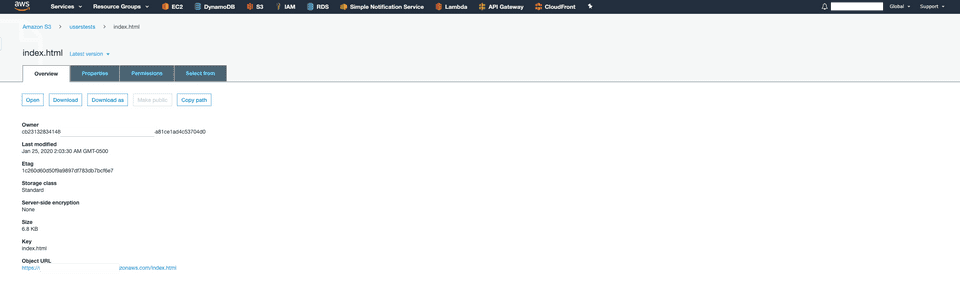 aws Services Resource Groups EC2 DynamoDB S3 IAM RDS Simple Notification Service Lambda API Gateway CloudFront Global Support
Amazon S3 > usarstests > index.html
index.html Latest version
Overview Properties Permissions Select from
Open Download Download as Make public Copy path
Owner
cb23132834148 a81ce1ad4c53704d0
Last modified
Jan 25, 2020 2:03:30 AM GMT-0500
Etag
1c260d60d50f9a9897df783db7bcf6e7
Storage class
Standard
Server-side encryption
None
Size
6.8 KB
Key
index.html
Object URL
https:/ zonaws.com/index.html